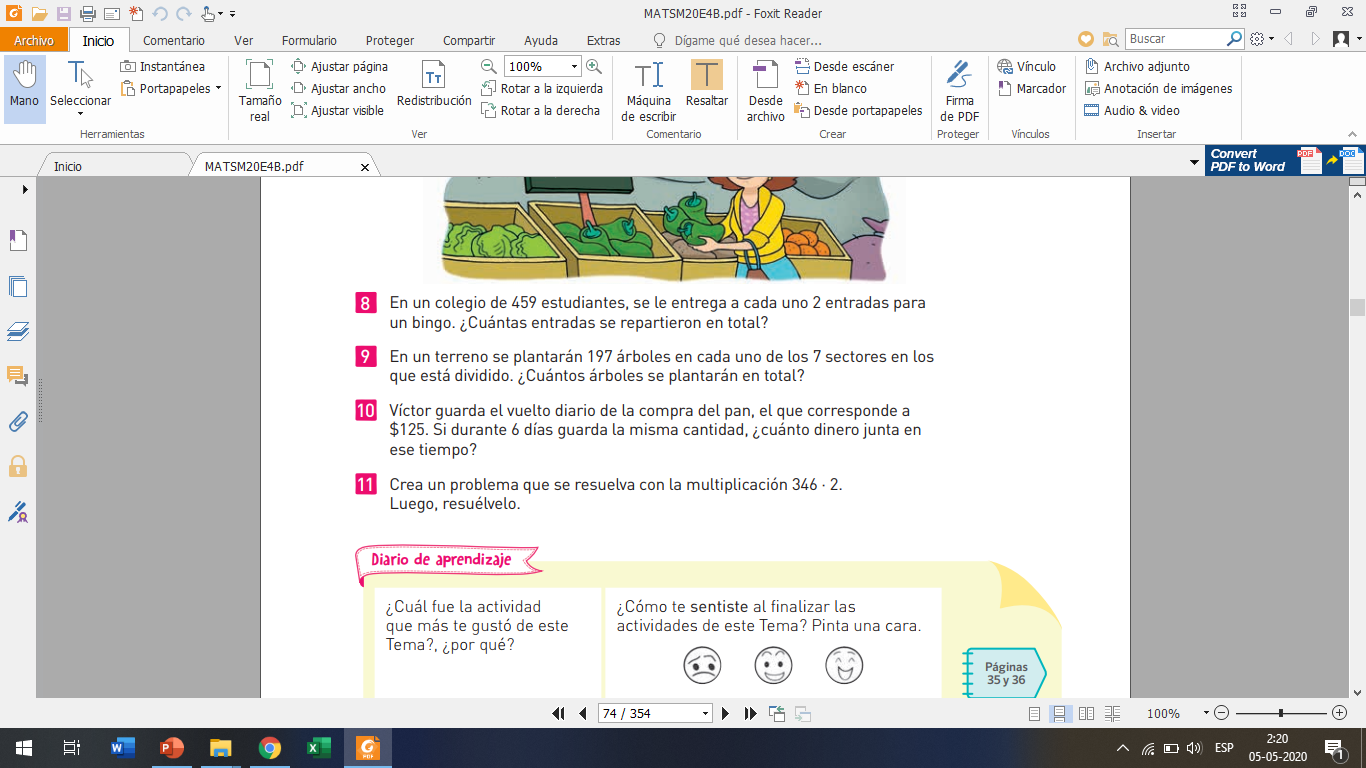 MATSM20E4B.pdf - Foxit Reader
Archivo Inicio Comentario Ver Formulario Proteger Compartir Ayuda Extras Dígame qué desea hacer... Buscar
Mano
Seleccionar
Instantánea
Portapapeles
Herramientas
Tamaño
real
Ajustar página
Ajustar ancho
Ajustar visible
Redistribución
100%
Rotar a la izquierda
Rotar a la derecha
Ver
Máquina
de escribir
Resaltar
Comentario
Desde
archivo
Desde escáner
En blanco
Desde portapapeles
Crear
Firma
de PDF
Proteger
Vínculo
Marcador
Vínculos
Archivo adjunto
Anotación de imágenes
Audio & video
Insertar
Inicio
MATSM20E4B.pdf
Convert
PDF to Word
PDF
DOC
8 En un colegio de 459 estudiantes, se le entrega a cada uno 2 entradas para
un bingo. ¿Cuántas entradas se repartieron en total?
9 En un terreno se plantarán 197 árboles en cada uno de los 7 sectores en los
que está dividido. ¿Cuántos árboles se plantarán en total?
10 Víctor guarda el vuelto diario de la compra del pan, el que corresponde a
$125. Si durante 6 días guarda la misma cantidad, ¿cuánto dinero junta en
ese tiempo?
11 Crea un problema que se resuelva con la multiplicación 346 · 2.
Luego, resuélvelo.
Diario de aprendizaje
¿Cuál fue la actividad
que más te gustó de este
Tema?, ¿por qué?
¿Cómo te sentiste al finalizar las
actividades de este Tema? Pinta una cara.
Páginas
35 y 36
74 / 354
100%
ESP
2:20
05-05-2020
1